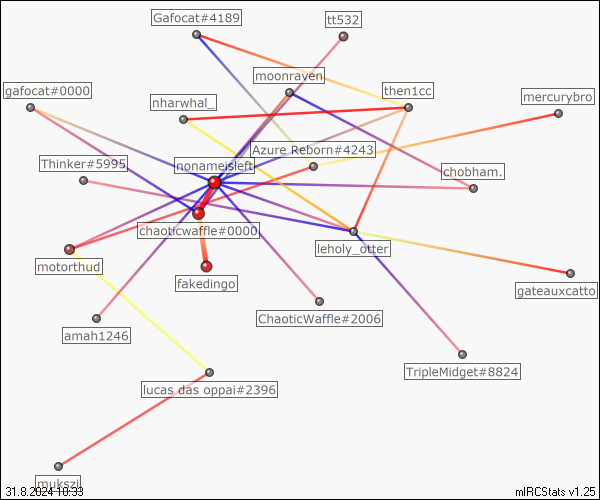 Gafocat#4189
tt532
moonraven
gafocat#0000
then1cc
nharwhal_
mercurybro
Azure Reborn#4243
Thinker#5995
nonameisleft
chobham.
chaoticwaffle#0000
leholy_otter
motorthud
fakedingo
gateauxcatto
ChaoticWaffle#2006
amah1246
TripleMidget#8824
lucas das oppai#2396
mukszi
31.8.2024 10:33
mIRCStats v1.25